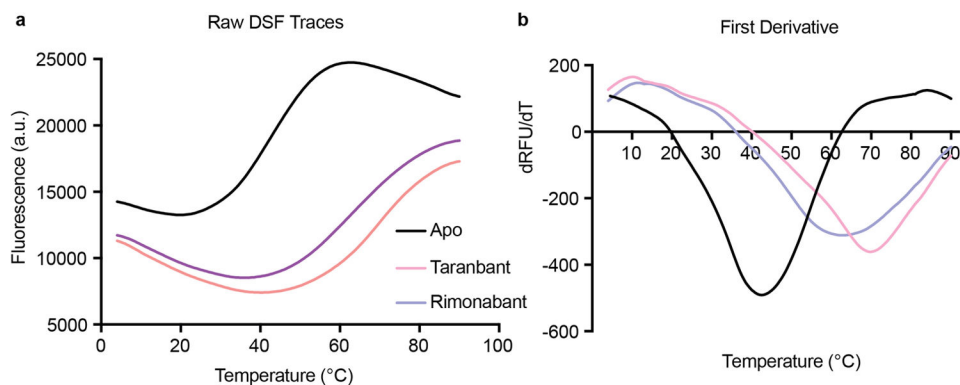 a
Raw DSF Traces
Fluorescence (a.u.)
25000
20000
15000
10000
5000
0
20
40
60
80
100
Temperature (°C)
Apo
Taranbant
Rimonabant
b
First Derivative
dRFU/dT
200
0
-200
-400
-600
10
20
30
40
50
60
70
80
90
Temperature (°C)